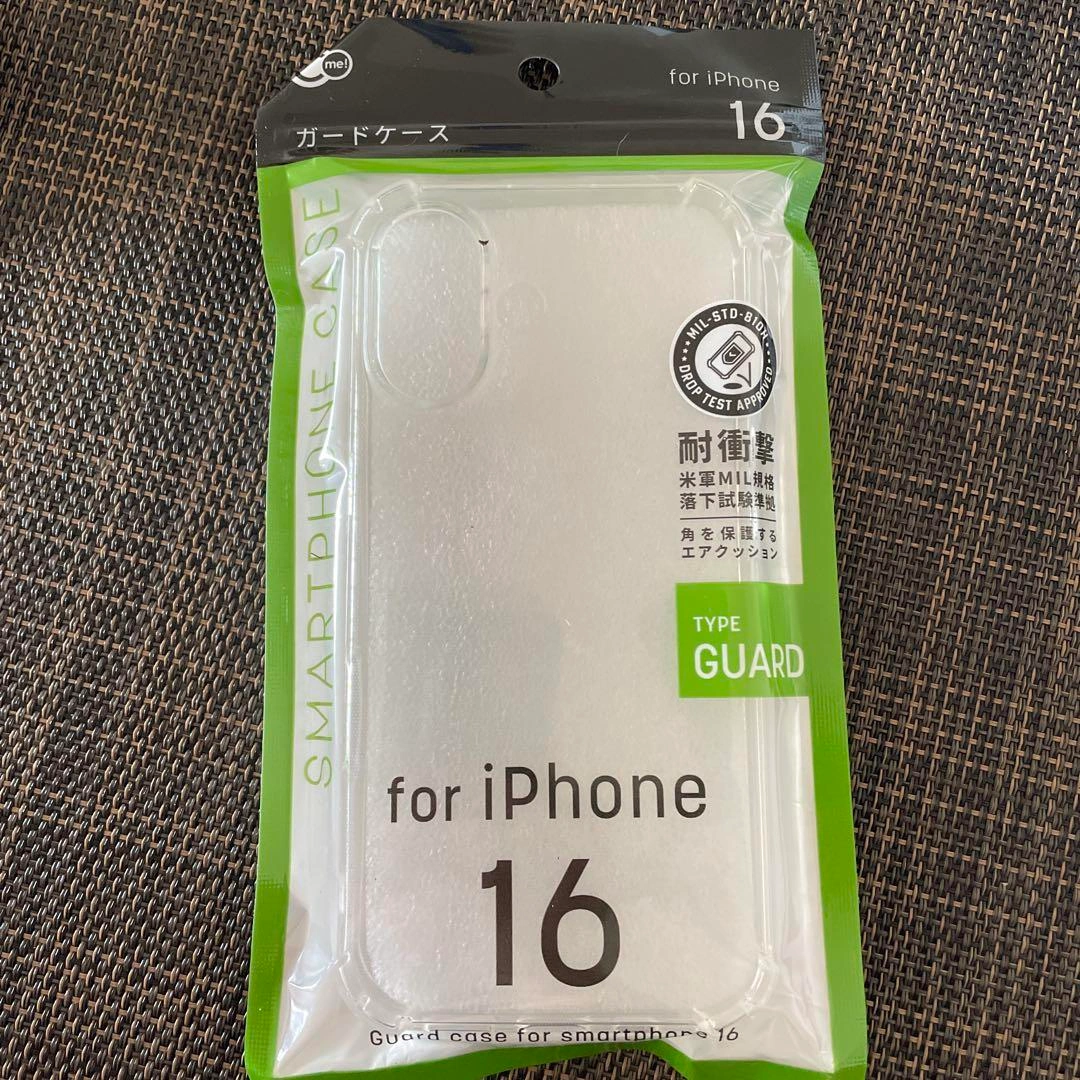 me!
for iPhone
16
ガードケース
SMARTPHONE CASE
MIL-STD-810H
DROP TEST APPROVED
耐衝撃
米軍MIL規格
落下試験準拠
角を保護する
エアクッション
TYPE
GUARD
for iPhone
16
Guard case for smartphone 16